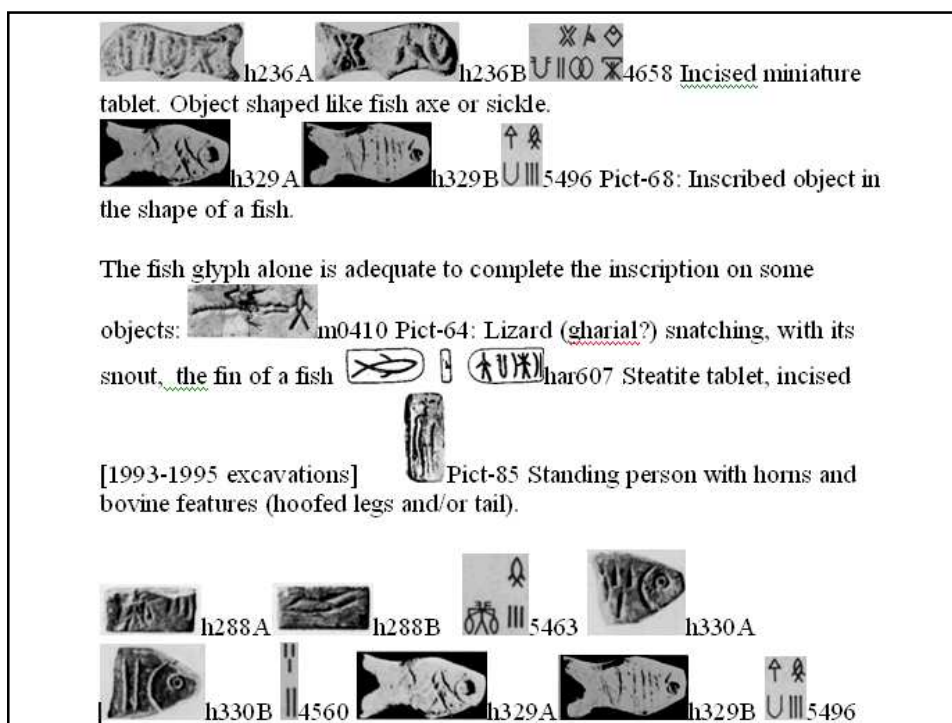 h236A h236B 4658 Incised miniature
tablet. Object shaped like fish axe or sickle.
h329A h329B 5496 Pict-68: Inscribed object in
the shape of a fish.
The fish glyph alone is adequate to complete the inscription on some
objects: m0410 Pict-64: Lizard (gharial?) snatching, with its
snout, the fin of a fish har607 Steatite tablet, incised
[1993-1995 excavations] Pict-85 Standing person with horns and
bovine features (hoofed legs and/or tail).
h288A h288B 5463 h330A
h330B 4560 h329A h329B 5496